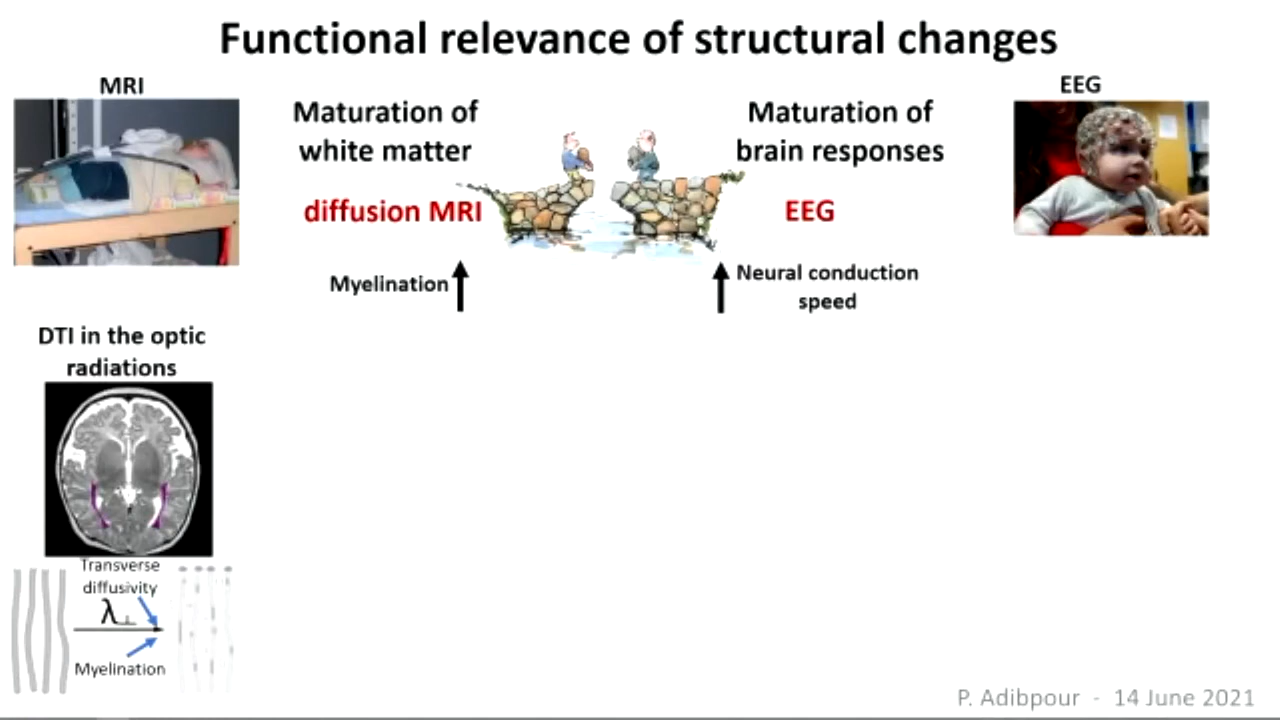 Functional relevance of structural changes
MRI
EEG
Maturation of
white matter
diffusion MRI
Maturation of
brain responses
EEG
Myelination
Neural conduction
speed
DTI in the optic
radiations
Transverse
diffusivity
λ⊥
Myelination
P. Adibpour - 14 June 2021